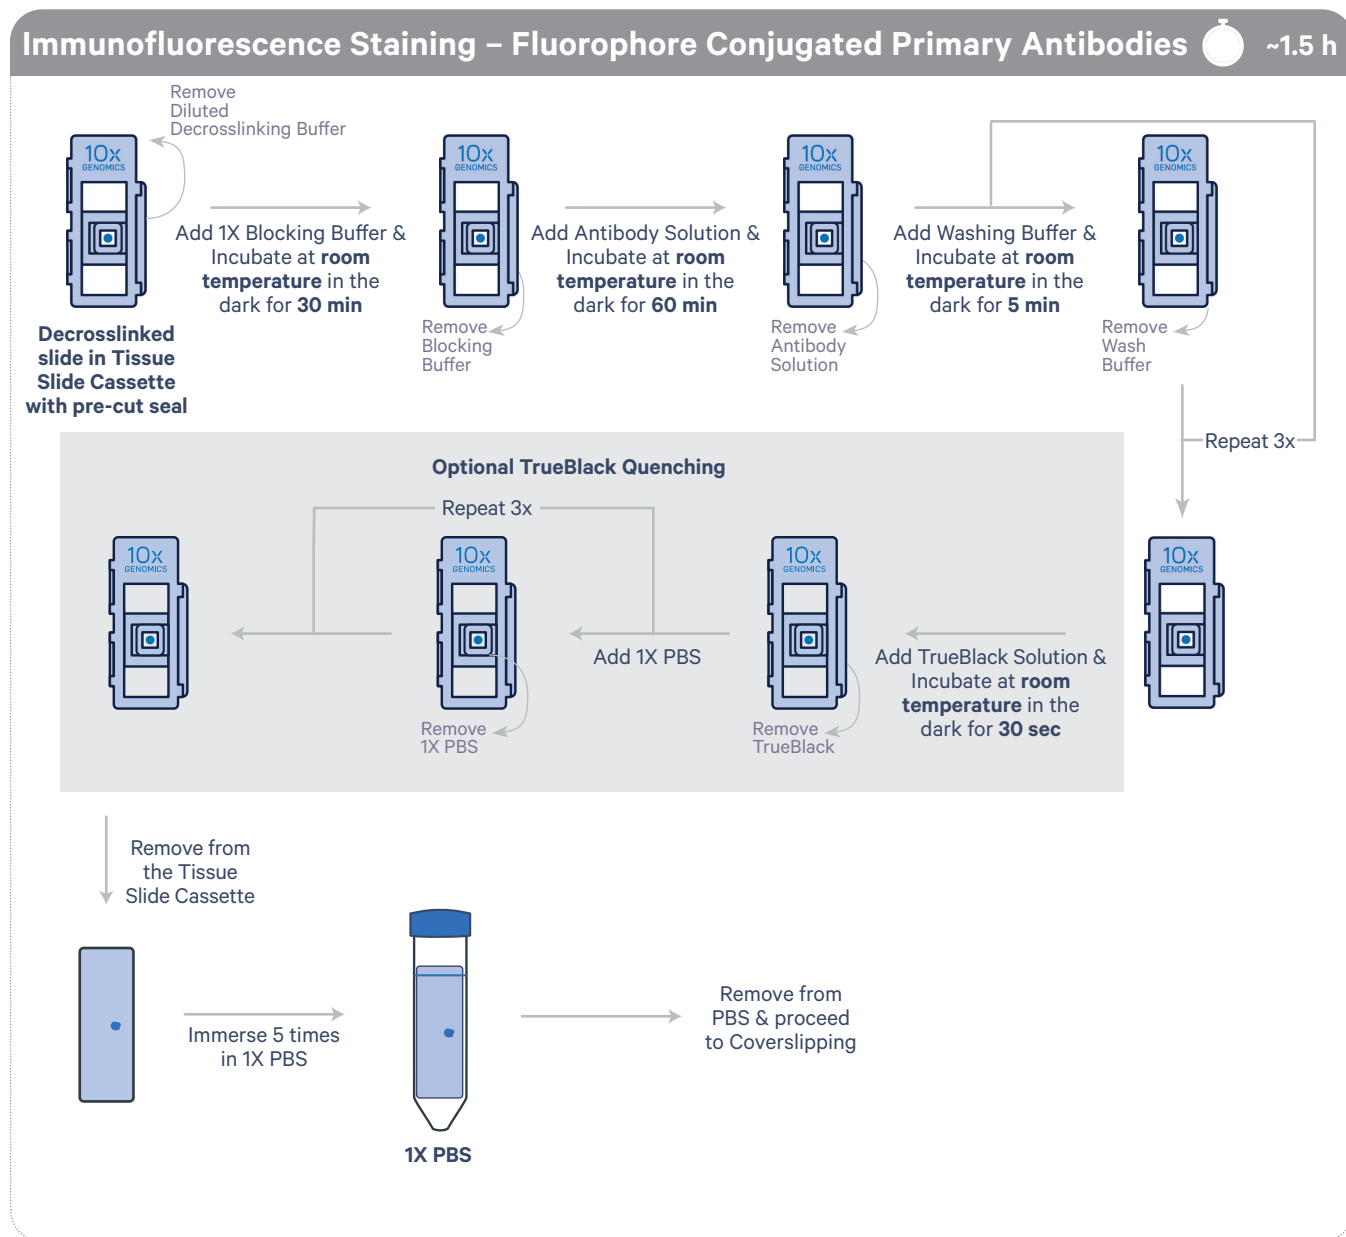 Immunofluorescence Staining – Fluorophore Conjugated Primary Antibodies ~1.5 h
Remove
Diluted
Decrosslinking Buffer
10x
GENOMICS
Decrosslinked
slide in Tissue
Slide Cassette
with pre-cut seal
Add 1X Blocking Buffer &
Incubate at room
temperature in the
dark for 30 min
10x
GENOMICS
Remove
Blocking
Buffer
Add Antibody Solution &
Incubate at room
temperature in the
dark for 60 min
10x
GENOMICS
Remove
Antibody
Solution
Add Washing Buffer &
Incubate at room
temperature in the
dark for 5 min
10x
GENOMICS
Remove
Wash
Buffer
Repeat 3x
10x
GENOMICS
Optional TrueBlack Quenching
Add TrueBlack Solution &
Incubate at room
temperature in the
dark for 30 sec
10x
GENOMICS
Remove
TrueBlack
Add 1X PBS
Repeat 3x
10x
GENOMICS
Remove
1X PBS
10x
GENOMICS
Remove from
the Tissue
Slide Cassette
Immerse 5 times
in 1X PBS
1X PBS
Remove from
PBS & proceed
to Coverslipping